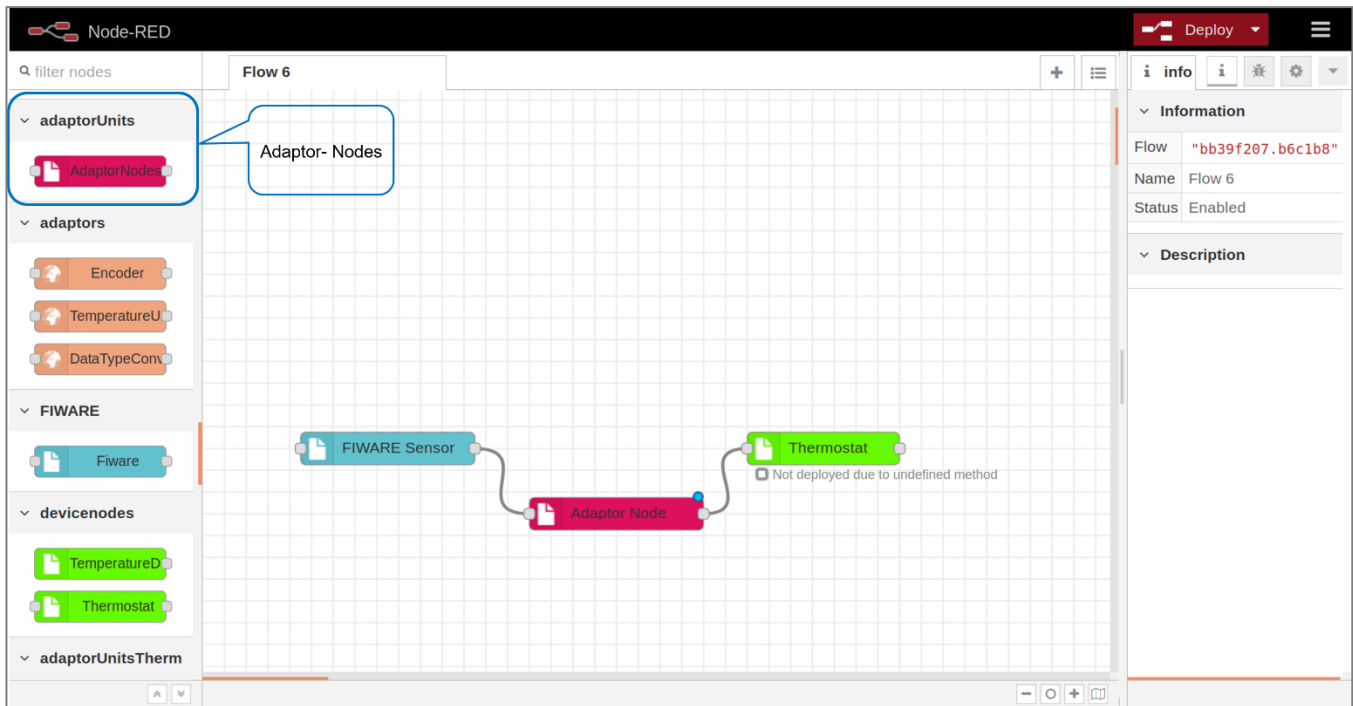 Node-RED
Deploy
filter nodes
Flow 6
i info
i
adaptorUnits
AdaptorNodes
Adaptor- Nodes
adaptors
Encoder
TemperatureU
DataTypeConv
FIWARE
Fiware
devicenodes
TemperatureD
Thermostat
adaptorUnitsTherm
FIWARE Sensor
Adaptor Node
Thermostat
Not deployed due to undefined method
Information
Flow "bb39f207.b6c1b8"
Name Flow 6
Status Enabled
Description